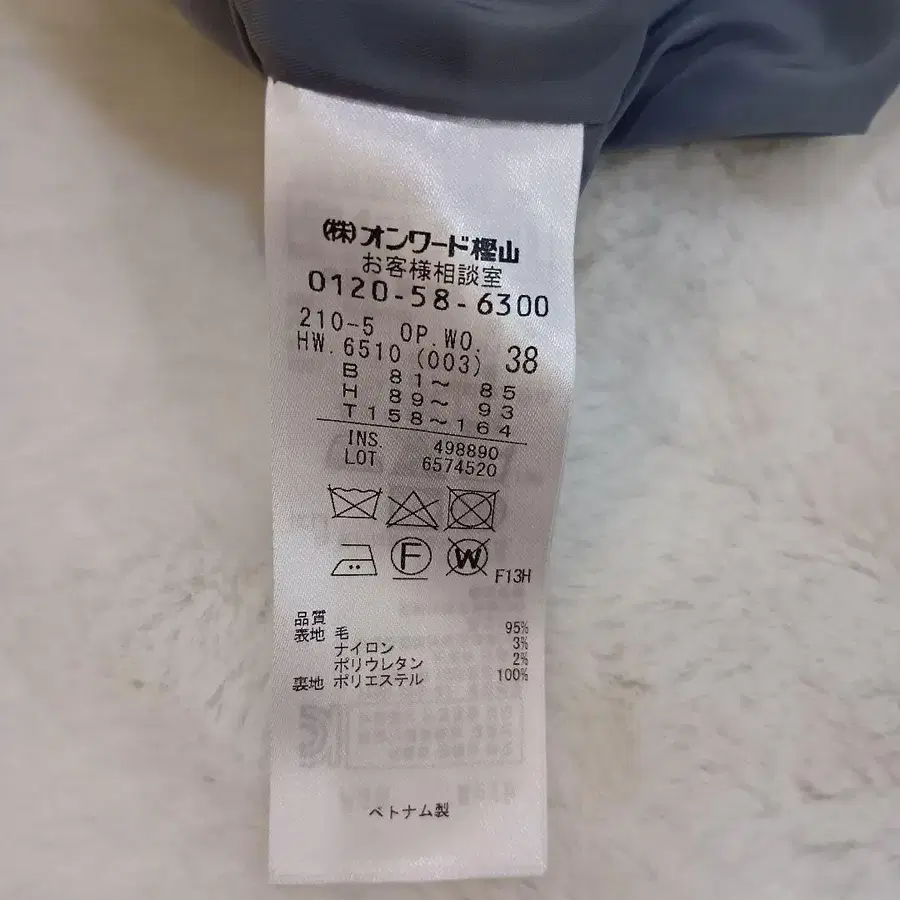 (株)オンワード樫山
お客様相談室
0120-58-6300
210-5 OP.WO.
HW.6510 (003) 38
B 81～ 85
H 89～ 93
T158～164
INS. 498890
LOT 6574520
F
W
F13H
品質
表地 毛 95%
ナイロン 3%
ポリウレタン 2%
裏地 ポリエステル 100%
ベトナム製